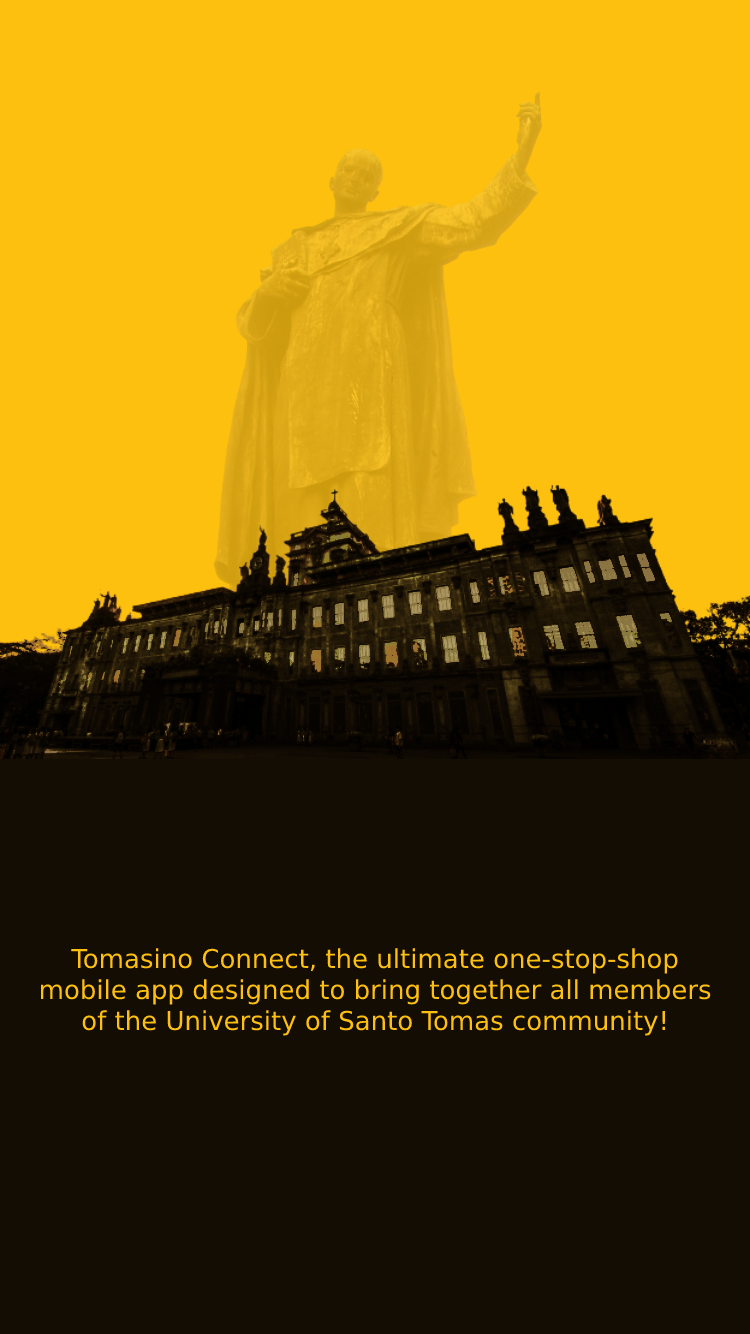 Tomasino Connect, the ultimate one-stop-shop
mobile app designed to bring together all members
of the University of Santo Tomas community!